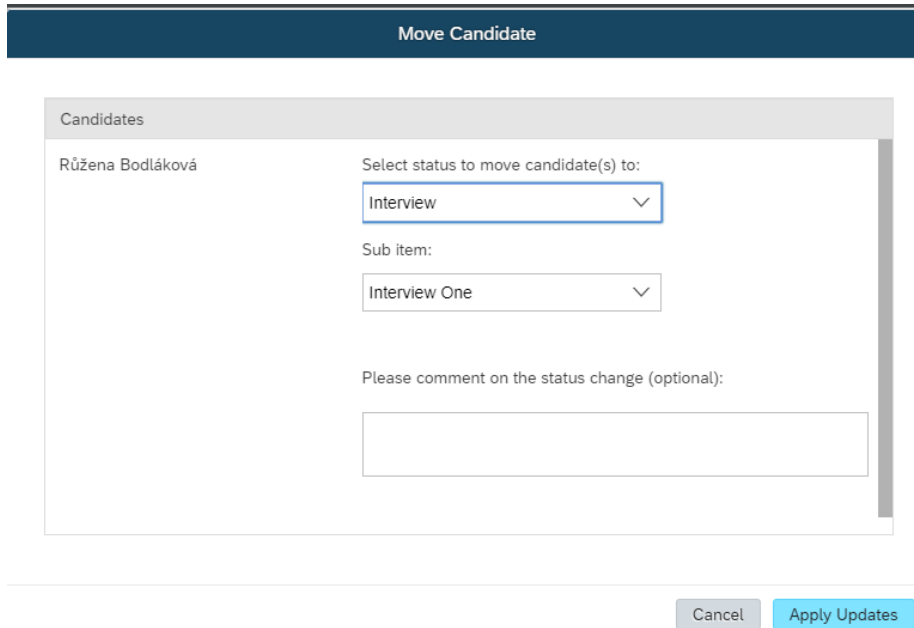 Move Candidate
Candidates
Růžena Bodláková
Select status to move candidate(s) to:
Interview
Sub item:
Interview One
Please comment on the status change (optional):
Cancel
Apply Updates